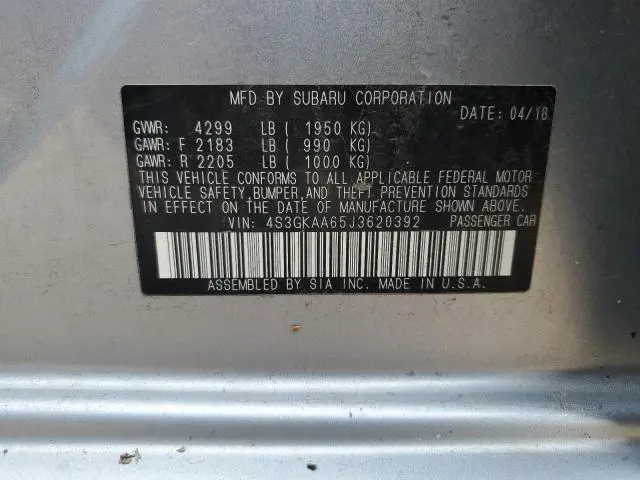 MFD BY SUBARU CORPORATION
DATE: 04/18
GVWR: 4299 LB ( 1950 KG)
GAWR: F 2183 LB ( 990 KG)
GAWR: R 2205 LB ( 1000 KG)
THIS VEHICLE CONFORMS TO ALL APPLICABLE FEDERAL MOTOR
VEHICLE SAFETY, BUMPER, AND THEFT PREVENTION STANDARDS
IN EFFECT ON THE DATE OF MANUFACTURE SHOWN ABOVE.
VIN: 4S3GKAA65J3620392 PASSENGER CAR
ASSEMBLED BY SIA INC. MADE IN U.S.A.